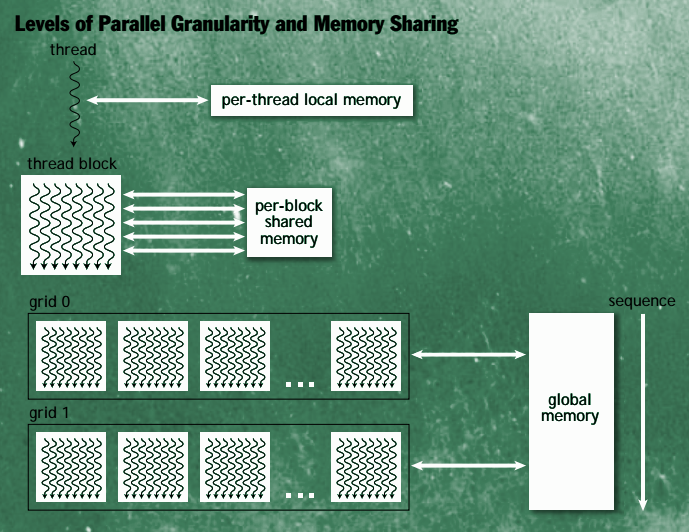 Levels of Parallel Granularity and Memory Sharing
thread
per-thread local memory
thread block
per-block
shared
memory
grid 0
sequence
...
global
memory
grid 1
...